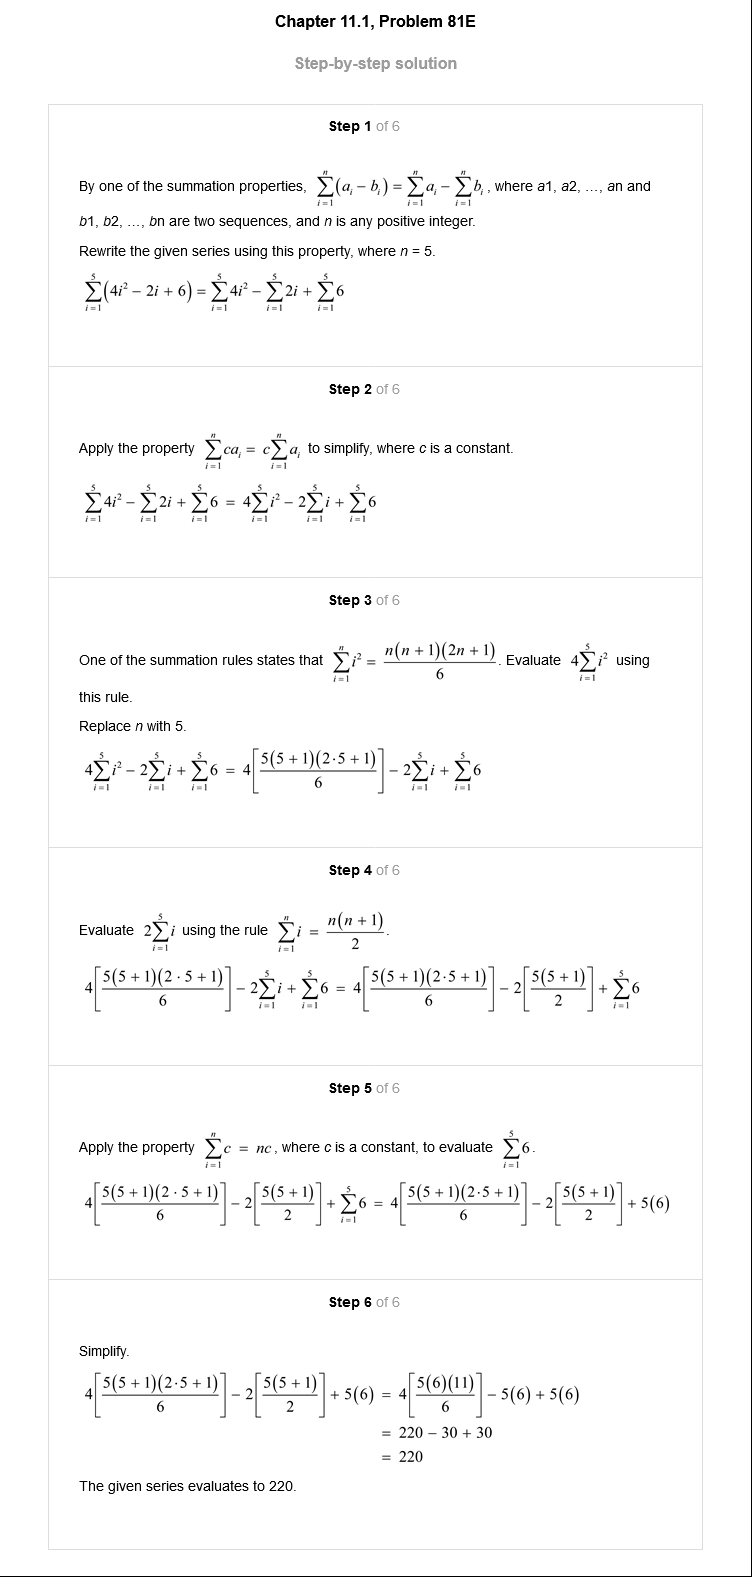 Chapter 11.1, Problem 81E
Step-by-step solution
Step 1 of 6
By one of the summation properties, \sum_{i=1}^{n}(a_i - b_i) = \sum_{i=1}^{n} a_i - \sum_{i=1}^{n} b_i, where a1, a2, ..., an and
b1, b2, ..., bn are two sequences, and n is any positive integer.
Rewrite the given series using this property, where n = 5.
\sum_{i=1}^{5}(4i^2 - 2i + 6) = \sum_{i=1}^{5} 4i^2 - \sum_{i=1}^{5} 2i + \sum_{i=1}^{5} 6
Step 2 of 6
Apply the property \sum_{i=1}^{n} ca_i = c\sum_{i=1}^{n} a_i to simplify, where c is a constant.
\sum_{i=1}^{5} 4i^2 - \sum_{i=1}^{5} 2i + \sum_{i=1}^{5} 6 = 4\sum_{i=1}^{5} i^2 - 2\sum_{i=1}^{5} i + \sum_{i=1}^{5} 6
Step 3 of 6
One of the summation rules states that \sum_{i=1}^{n} i^2 = \frac{n(n + 1)(2n + 1)}{6}. Evaluate 4\sum_{i=1}^{5} i^2 using
this rule.
Replace n with 5.
4\sum_{i=1}^{5} i^2 - 2\sum_{i=1}^{5} i + \sum_{i=1}^{5} 6 = 4\left[\frac{5(5 + 1)(2·5 + 1)}{6}\right] - 2\sum_{i=1}^{5} i + \sum_{i=1}^{5} 6
Step 4 of 6
Evaluate 2\sum_{i=1}^{5} i using the rule \sum_{i=1}^{n} i = \frac{n(n + 1)}{2}.
4\left[\frac{5(5 + 1)(2 · 5 + 1)}{6}\right] - 2\sum_{i=1}^{5} i + \sum_{i=1}^{5} 6 = 4\left[\frac{5(5 + 1)(2·5 + 1)}{6}\right] - 2\left[\frac{5(5 + 1)}{2}\right] + \sum_{i=1}^{5} 6
Step 5 of 6
Apply the property \sum_{i=1}^{n} c = nc, where c is a constant, to evaluate \sum_{i=1}^{5} 6.
4\left[\frac{5(5 + 1)(2 · 5 + 1)}{6}\right] - 2\left[\frac{5(5 + 1)}{2}\right] + \sum_{i=1}^{5} 6 = 4\left[\frac{5(5 + 1)(2·5 + 1)}{6}\right] - 2\left[\frac{5(5 + 1)}{2}\right] + 5(6)
Step 6 of 6
Simplify.
4\left[\frac{5(5 + 1)(2·5 + 1)}{6}\right] - 2\left[\frac{5(5 + 1)}{2}\right] + 5(6) = 4\left[\frac{5(6)(11)}{6}\right] - 5(6) + 5(6)
= 220 - 30 + 30
= 220
The given series evaluates to 220.